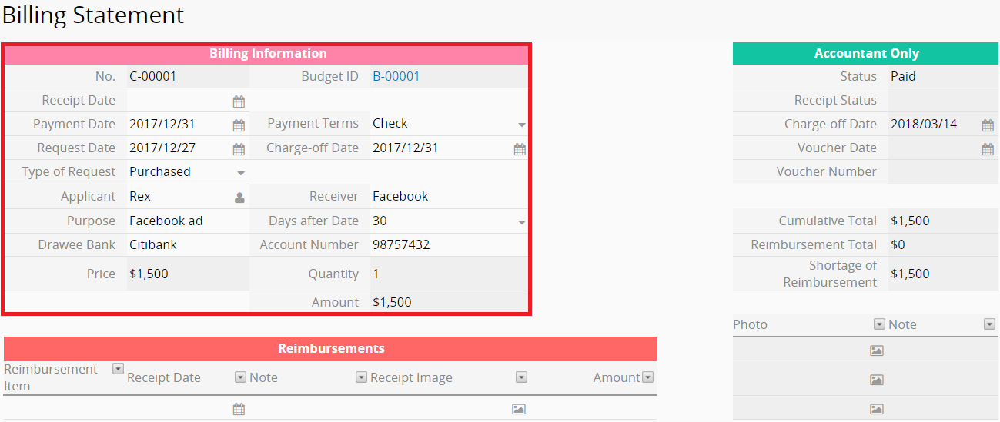 Billing Statement
Billing Information
No. C-00001 Budget ID B-00001
Receipt Date
Payment Date 2017/12/31 Payment Terms Check
Request Date 2017/12/27 Charge-off Date 2017/12/31
Type of Request Purchased
Applicant Rex Receiver Facebook
Purpose Facebook ad Days after Date 30
Drawee Bank Citibank Account Number 98757432
Price $1,500 Quantity 1
Amount $1,500
Accountant Only
Status Paid
Receipt Status
Charge-off Date 2018/03/14
Voucher Date
Voucher Number
Cumulative Total $1,500
Reimbursement Total $0
Shortage of
Reimbursement $1,500
Photo Note
Reimbursements
Reimbursement
Item Receipt Date Note Receipt Image Amount